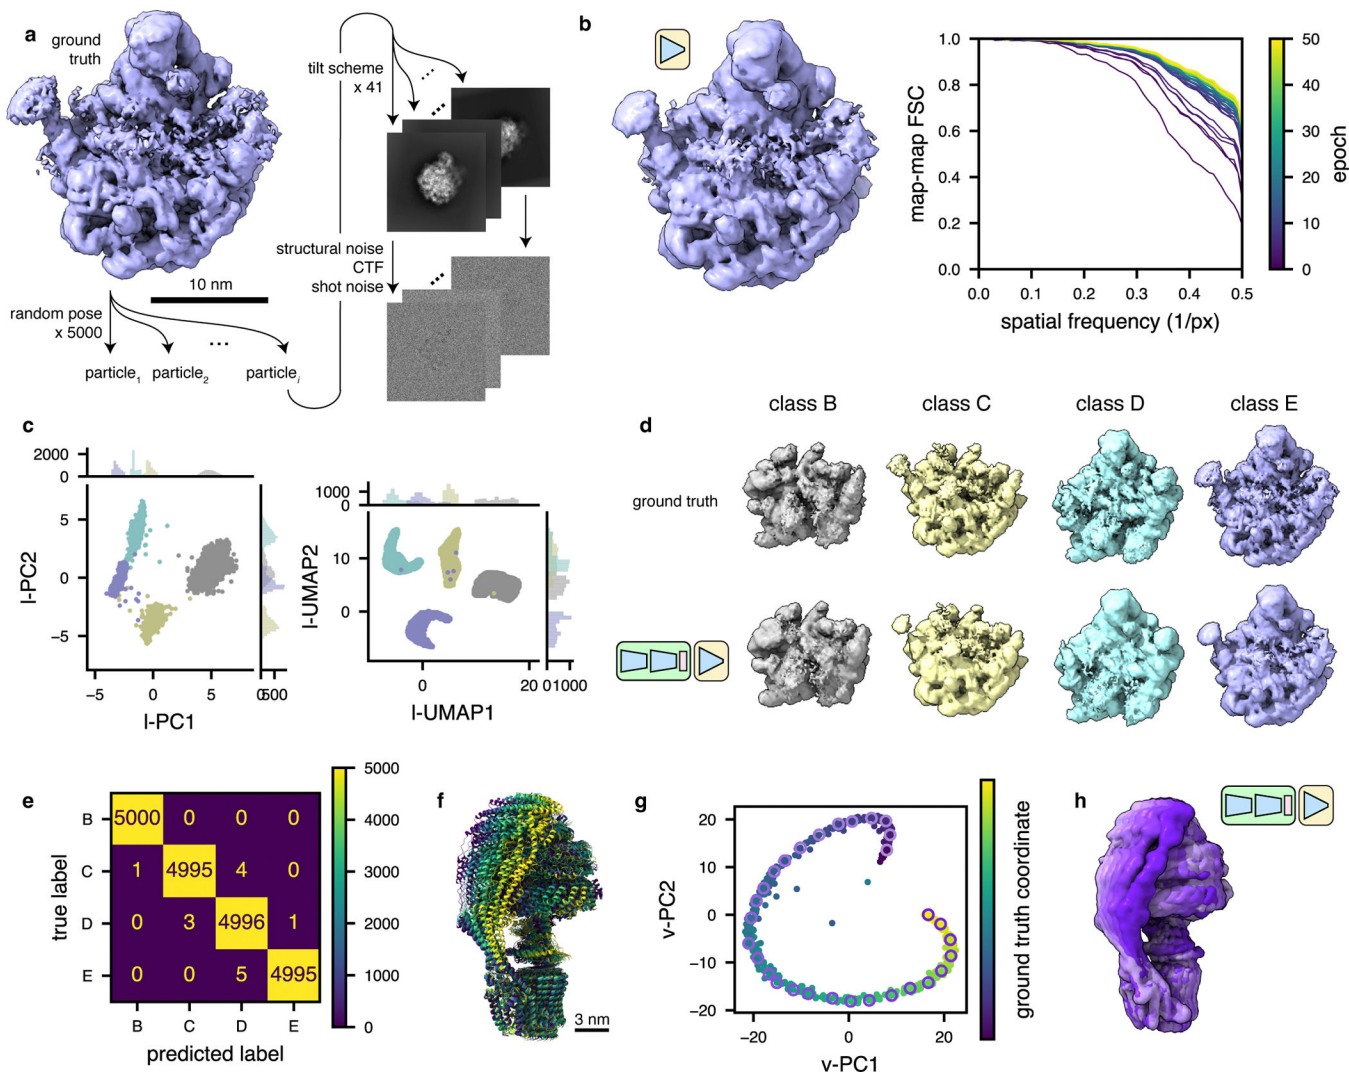 a
ground
truth
tilt scheme
x 41
...
structural noise
CTF
shot noise
10 nm
random pose
x 5000
...
particle1 particle2 particlei
b
1.0
0.8
0.6
0.4
0.2
0.0
map-map FSC
0.0 0.1 0.2 0.3 0.4 0.5
spatial frequency (1/px)
50
40
30
20
10
0
epoch
c
2000
0
5
0
−5
l-PC2
−5 0 5
l-PC1
1000
0
10
0
l-UMAP2
0 20
0 1000
l-UMAP1
d
class B class C class D class E
ground truth
e
B 5000 0 0 0
C 1 4995 4 0
D 0 3 4996 1
E 0 0 5 4995
true label
B C D E
predicted label
5000
4000
3000
2000
1000
0
f
3 nm
g
20
10
0
−10
−20
v-PC2
−20 0 20
v-PC1
ground truth coordinate
h